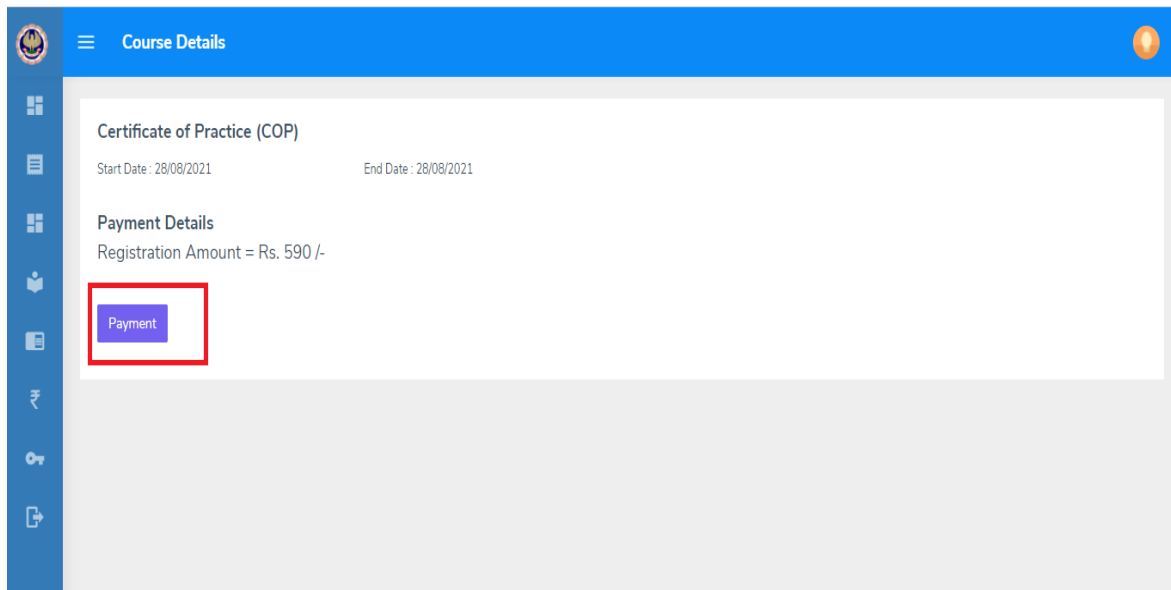 Course Details
Certificate of Practice (COP)
Start Date : 28/08/2021 End Date : 28/08/2021
Payment Details
Registration Amount = Rs. 590 /-
Payment
₹